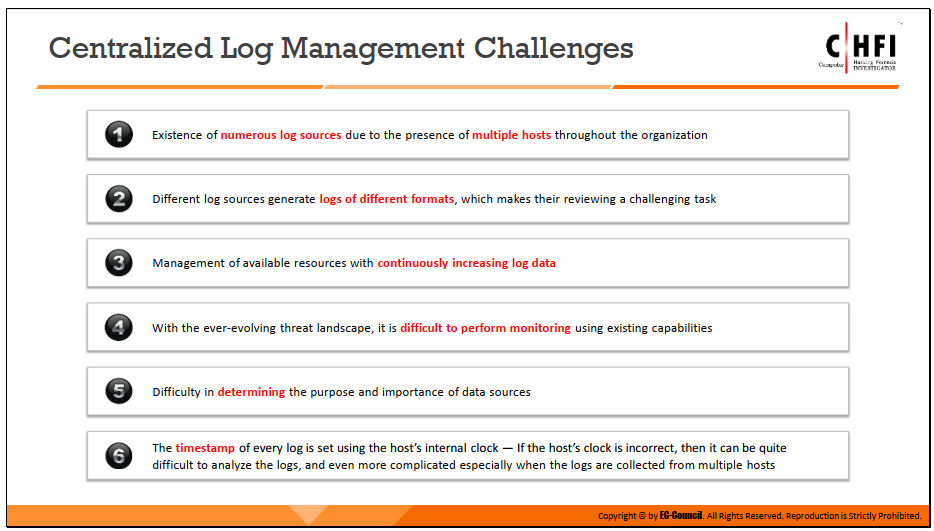 Centralized Log Management Challenges
C HFI
Computer
Hacking Forensic
INVESTIGATOR
1
Existence of numerous log sources due to the presence of multiple hosts throughout the organization
2
Different log sources generate logs of different formats, which makes their reviewing a challenging task
3
Management of available resources with continuously increasing log data
4
With the ever-evolving threat landscape, it is difficult to perform monitoring using existing capabilities
5
Difficulty in determining the purpose and importance of data sources
6
The timestamp of every log is set using the host’s internal clock — If the host’s clock is incorrect, then it can be quite
difficult to analyze the logs, and even more complicated especially when the logs are collected from multiple hosts
Copyright © by EC-Council. All Rights Reserved. Reproduction is Strictly Prohibited.